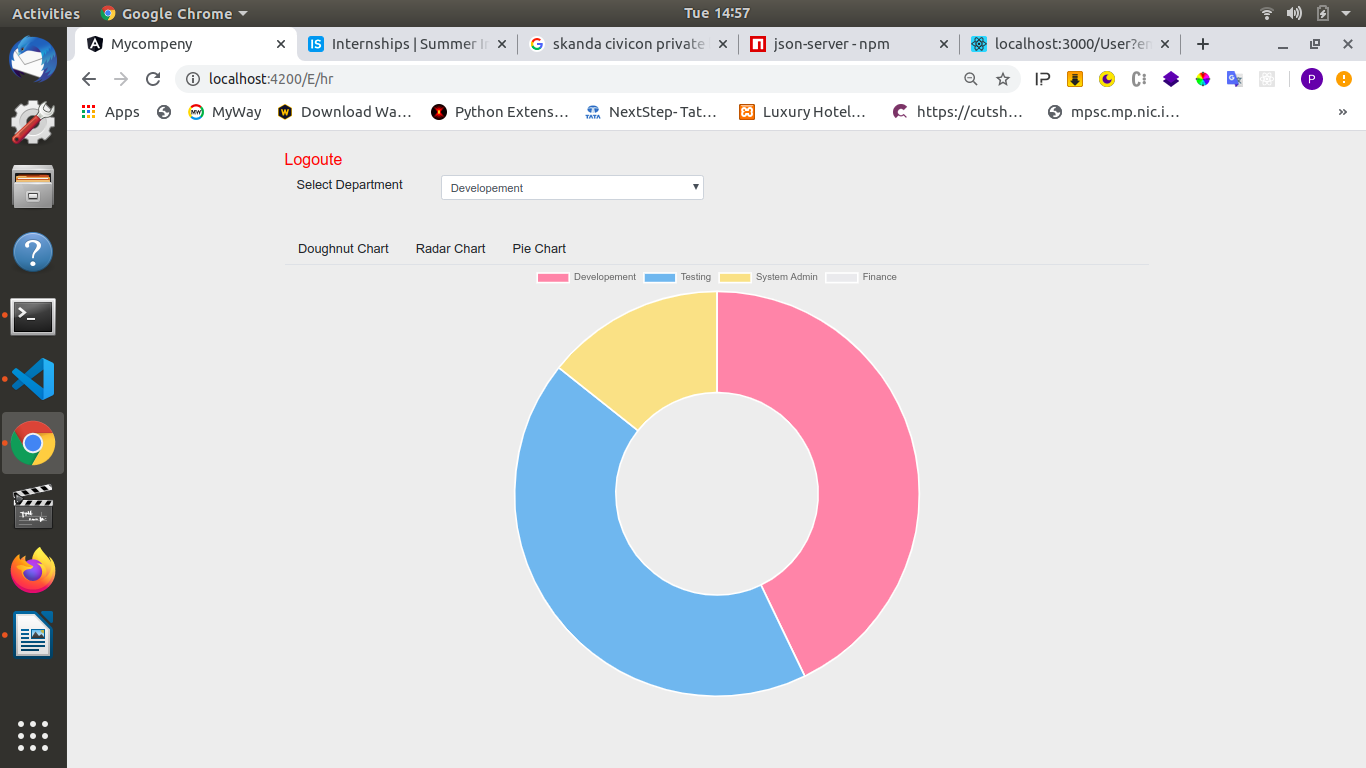 Activities Google Chrome Tue 14:57
Mycompeny Internships | Summer In skanda civicon private json-server - npm localhost:3000/User?em
localhost:4200/E/hr
Apps MyWay Download Wa… Python Extens… NextStep- Tat… Luxury Hotel… https://cutsh… mpsc.mp.nic.i… »
Logoute
Select Department Developement
Doughnut Chart Radar Chart Pie Chart
Developement Testing System Admin Finance